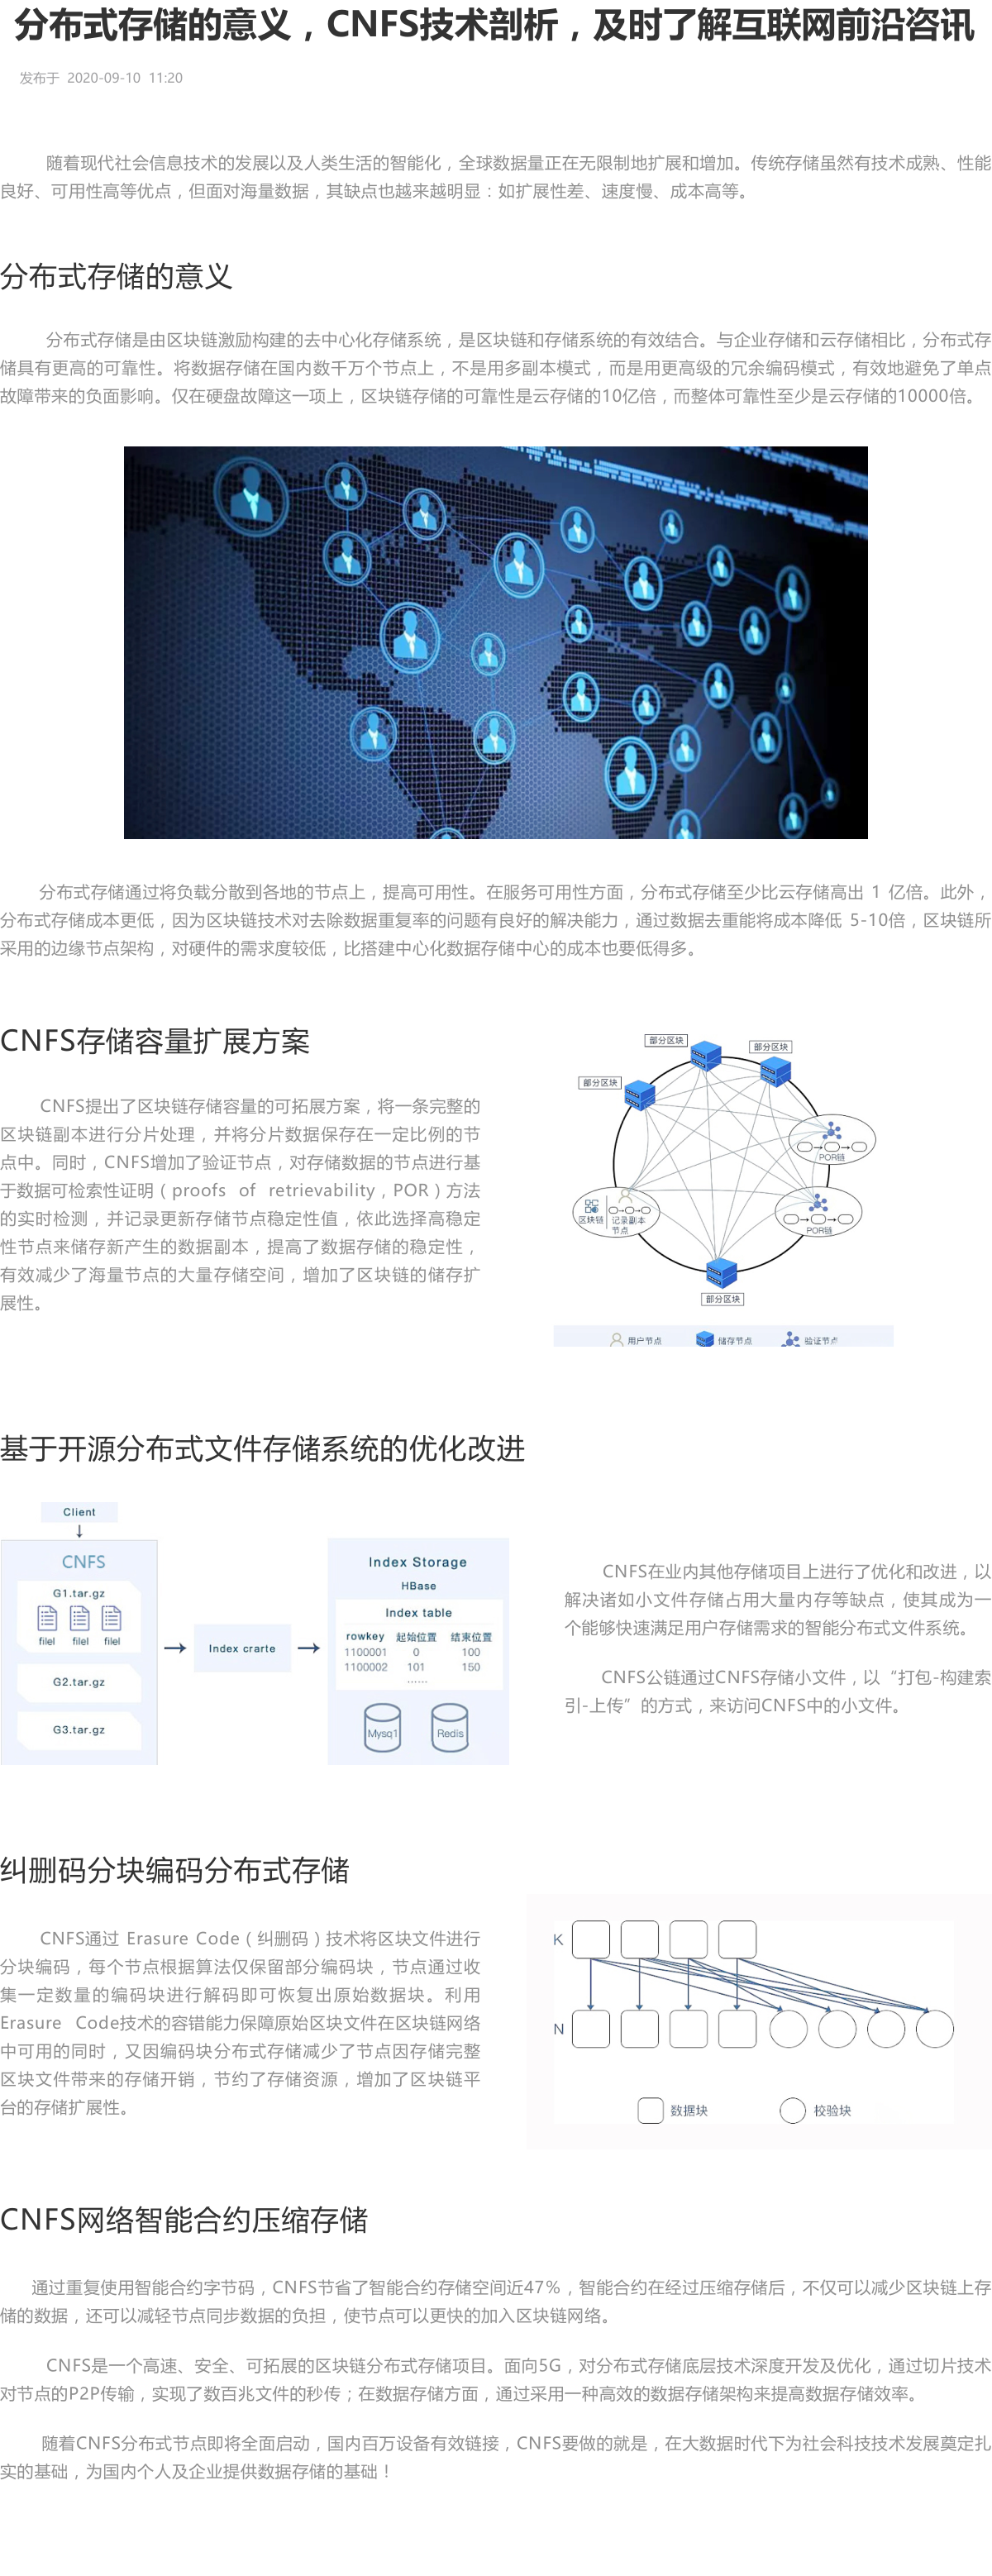 分布式存储的意义，CNFS技术剖析，及时了解互联网前沿咨讯
发布于 2020-09-10 11:20
随着现代社会信息技术的发展以及人类生活的智能化，全球数据量正在无限制地扩展和增加。传统存储虽然有技术成熟、性能
良好、可用性高等优点，但面对海量数据，其缺点也越来越明显：如扩展性差、速度慢、成本高等。
分布式存储的意义
分布式存储是由区块链激励构建的去中心化存储系统，是区块链和存储系统的有效结合。与企业存储和云存储相比，分布式存
储具有更高的可靠性。将数据存储在国内数千万个节点上，不是用多副本模式，而是用更高级的冗余编码模式，有效地避免了单点
故障带来的负面影响。仅在硬盘故障这一项上，区块链存储的可靠性是云存储的10亿倍，而整体可靠性至少是云存储的10000倍。
分布式存储通过将负载分散到各地的节点上，提高可用性。在服务可用性方面，分布式存储至少比云存储高出 1 亿倍。此外，
分布式存储成本更低，因为区块链技术对去除数据重复率的问题有良好的解决能力，通过数据去重能将成本降低 5-10倍，区块链所
采用的边缘节点架构，对硬件的需求度较低，比搭建中心化数据存储中心的成本也要低得多。
CNFS存储容量扩展方案
CNFS提出了区块链存储容量的可拓展方案，将一条完整的
区块链副本进行分片处理，并将分片数据保存在一定比例的节
点中。同时，CNFS增加了验证节点，对存储数据的节点进行基
于数据可检索性证明（proofs of retrievability，POR）方法
的实时检测，并记录更新存储节点稳定性值，依此选择高稳定
性节点来储存新产生的数据副本，提高了数据存储的稳定性，
有效减少了海量节点的大量存储空间，增加了区块链的储存扩
展性。
部分区块
部分区块
部分区块
POR链
区块链
记录副本
节点
POR链
部分区块
用户节点
储存节点
验证节点
基于开源分布式文件存储系统的优化改进
Client
CNFS
G1.tar.gz
filel filel filel
G2.tar.gz
G3.tar.gz
Index crarte
Index Storage
HBase
Index table
rowkey 起始位置 结束位置
1100001 0 100
1100002 101 150
......
Mysq1
Redis
CNFS在业内其他存储项目上进行了优化和改进，以
解决诸如小文件存储占用大量内存等缺点，使其成为一
个能够快速满足用户存储需求的智能分布式文件系统。
CNFS公链通过CNFS存储小文件，以“打包-构建索
引-上传”的方式，来访问CNFS中的小文件。
纠删码分块编码分布式存储
CNFS通过 Erasure Code（纠删码）技术将区块文件进行
分块编码，每个节点根据算法仅保留部分编码块，节点通过收
集一定数量的编码块进行解码即可恢复出原始数据块。利用
Erasure Code技术的容错能力保障原始区块文件在区块链网络
中可用的同时，又因编码块分布式存储减少了节点因存储完整
区块文件带来的存储开销，节约了存储资源，增加了区块链平
台的存储扩展性。
K
N
数据块
校验块
CNFS网络智能合约压缩存储
通过重复使用智能合约字节码，CNFS节省了智能合约存储空间近47%，智能合约在经过压缩存储后，不仅可以减少区块链上存
储的数据，还可以减轻节点同步数据的负担，使节点可以更快的加入区块链网络。
CNFS是一个高速、安全、可拓展的区块链分布式存储项目。面向5G，对分布式存储底层技术深度开发及优化，通过切片技术
对节点的P2P传输，实现了数百兆文件的秒传；在数据存储方面，通过采用一种高效的数据存储架构来提高数据存储效率。
随着CNFS分布式节点即将全面启动，国内百万设备有效链接，CNFS要做的就是，在大数据时代下为社会科技技术发展奠定扎
实的基础，为国内个人及企业提供数据存储的基础！